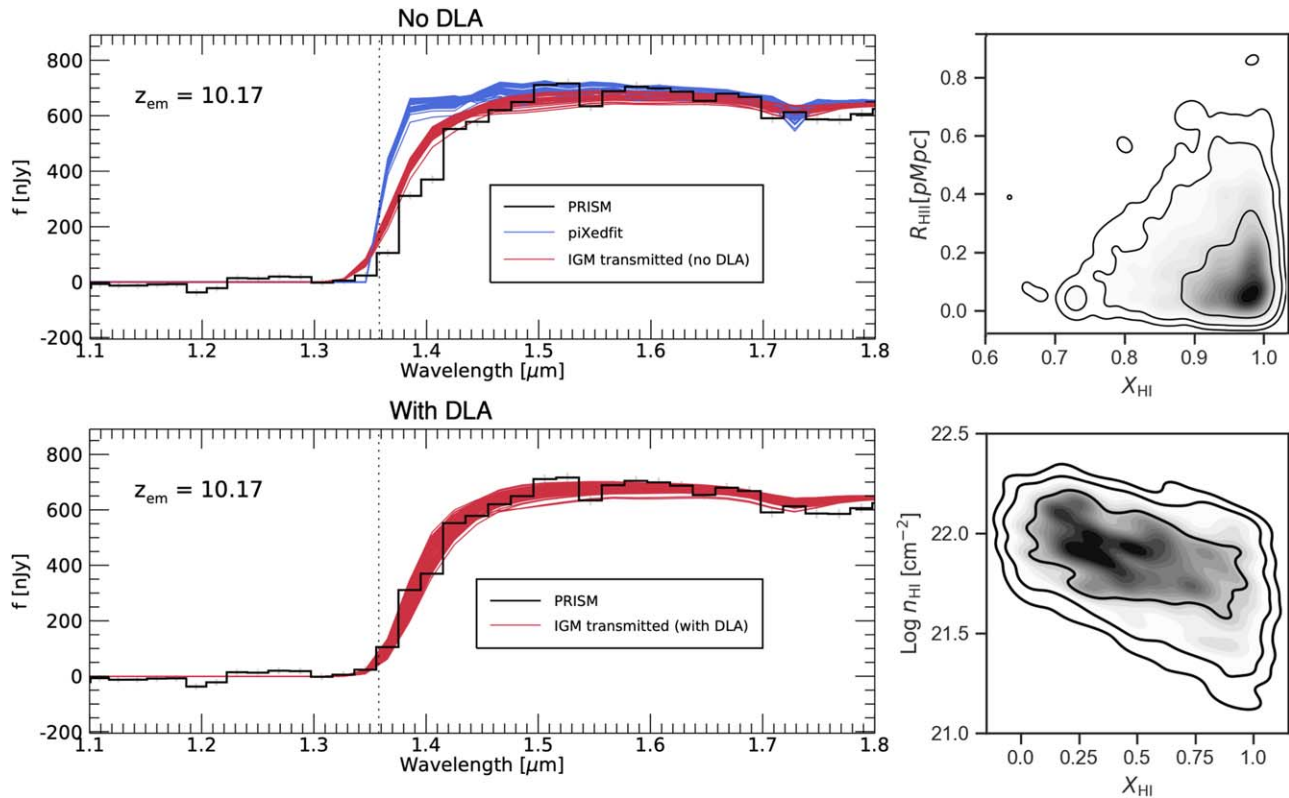 No DLA
z_em = 10.17
f [nJy]
800
600
400
200
0
-200
PRISM
piXedfit
IGM transmitted (no DLA)
1.1 1.2 1.3 1.4 1.5 1.6 1.7 1.8
Wavelength [μm]
R_HII[pMpc]
0.8
0.6
0.4
0.2
0.0
0.6 0.7 0.8 0.9 1.0
X_HI
With DLA
z_em = 10.17
f [nJy]
800
600
400
200
0
-200
PRISM
IGM transmitted (with DLA)
1.1 1.2 1.3 1.4 1.5 1.6 1.7 1.8
Wavelength [μm]
Log n_HI [cm⁻²]
22.5
22.0
21.5
21.0
0.0 0.25 0.5 0.75 1.0
X_HI